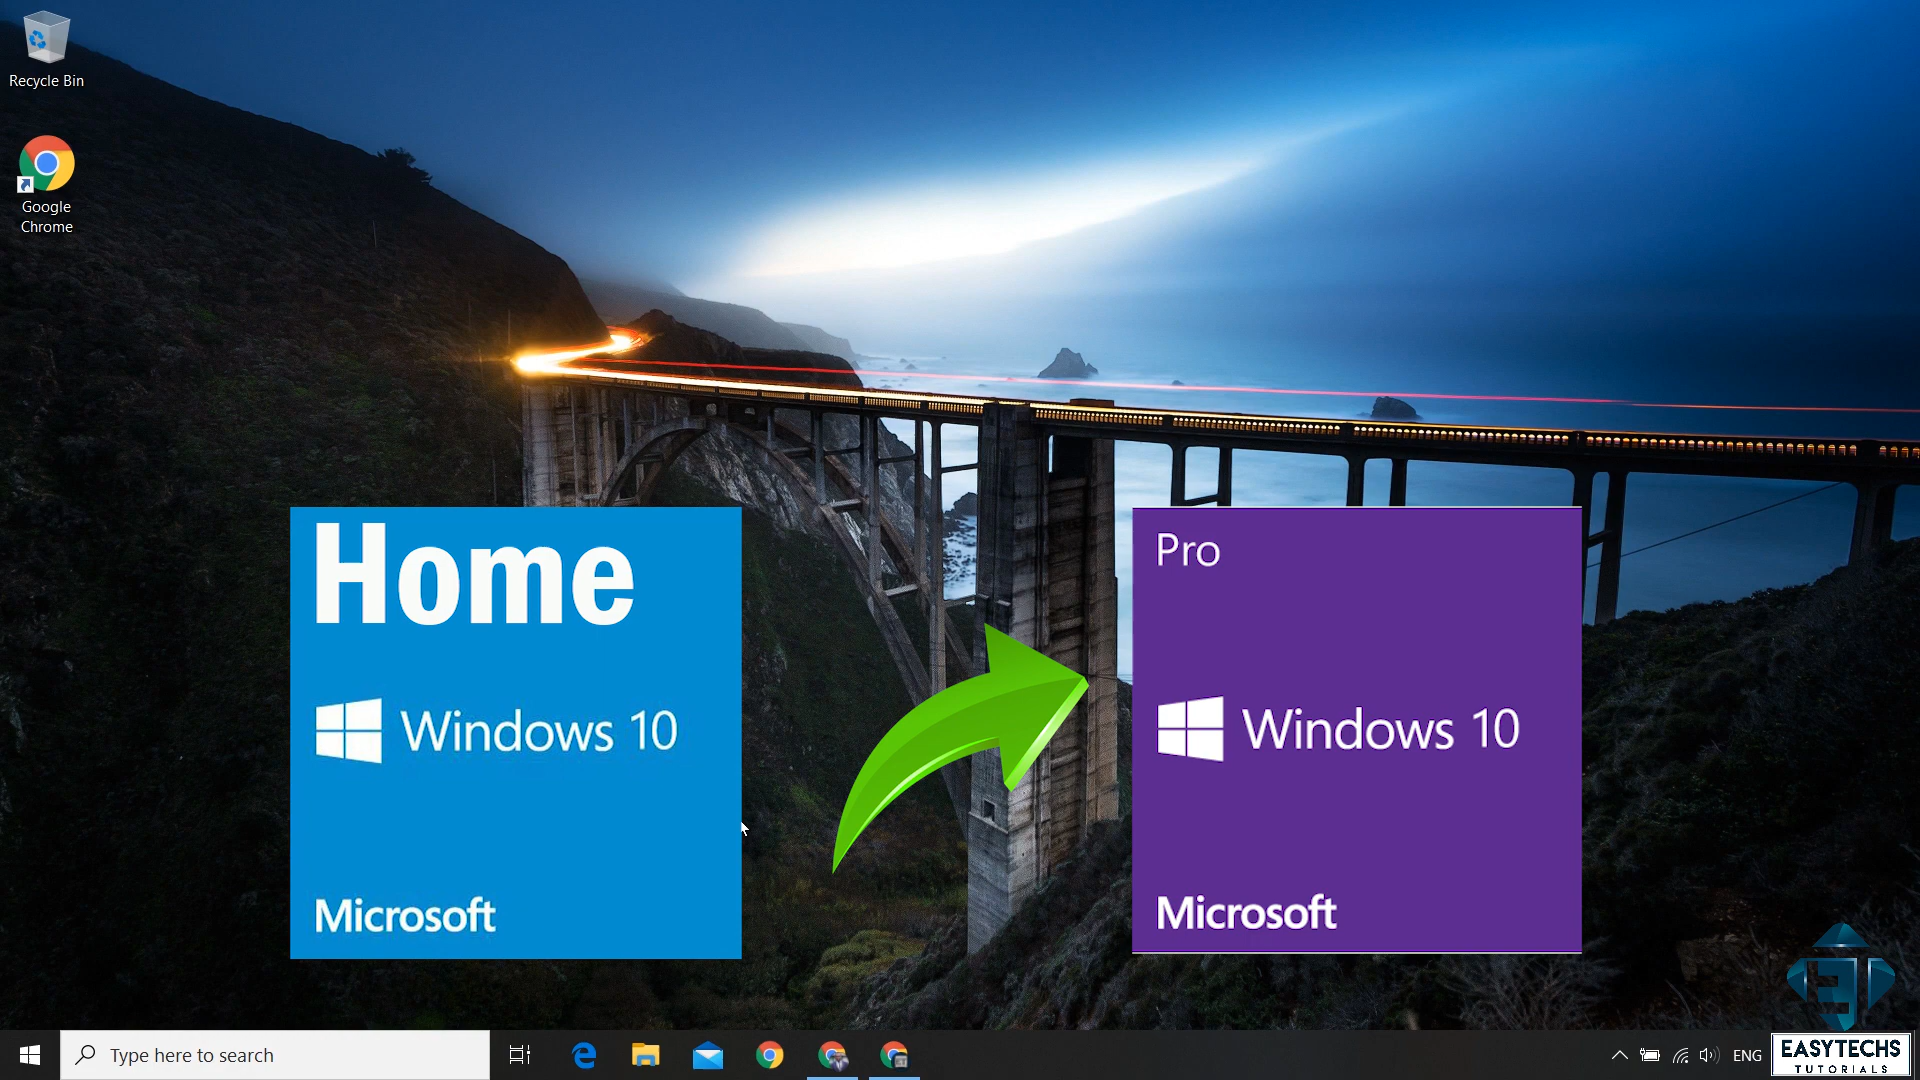 Recycle Bin
Google
Chrome
Home
Windows 10
Microsoft
Pro
Windows 10
Microsoft
Type here to search
ENG
EASYTECHS
TUTORIALS